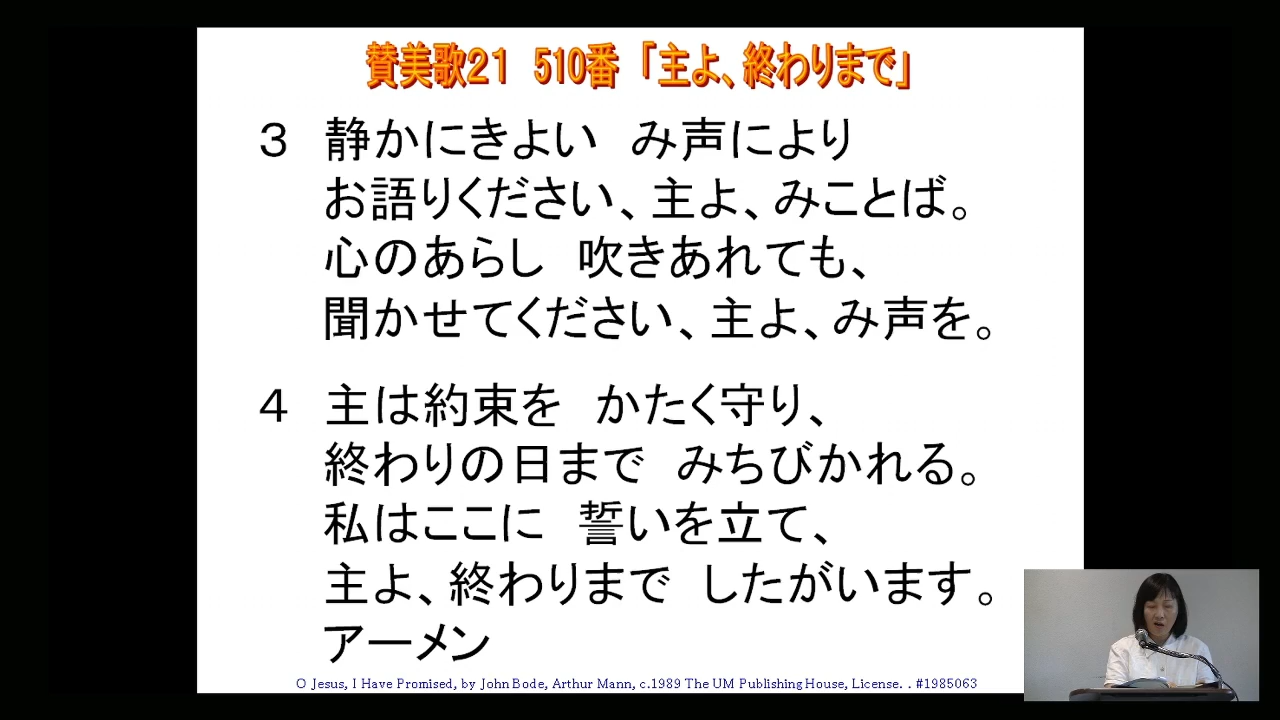 賛美歌21　510番　「主よ、終わりまで」
３　静かにきよい　み声により
お語りください、主よ、みことば。
心のあらし　吹きあれても、
聞かせてください、主よ、み声を。
４　主は約束を　かたく守り、
終わりの日まで　みちびかれる。
私はここに　誓いを立て、
主よ、終わりまで　したがいます。
アーメン
O Jesus, I Have Promised, by John Bode, Arthur Mann, c.1989 The UM Publishing House, License. . #1985063